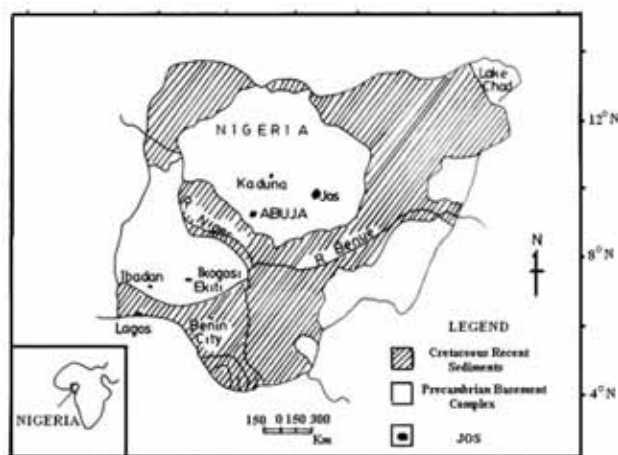 Lake
Chad
12°N
NIGERIA
Kaduna
Jos
ABUJA
R. Niger
R. Benue
N
8°N
Ibadan
Ikogosi
Ekiti
Lagos
Benin
City
LEGEND
Cretaceous Recent
Sediments
Precambrian Basement
Complex
4°N
NIGERIA
150 0 150 300
Km
JOS